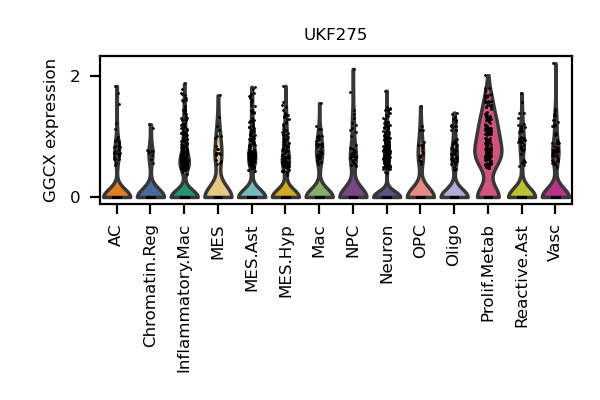 UKF275
GGCX expression
2
0
AC
Chromatin.Reg
Inflammatory.Mac
MES
MES.Ast
MES.Hyp
Mac
NPC
Neuron
OPC
Oligo
Prolif.Metab
Reactive.Ast
Vasc